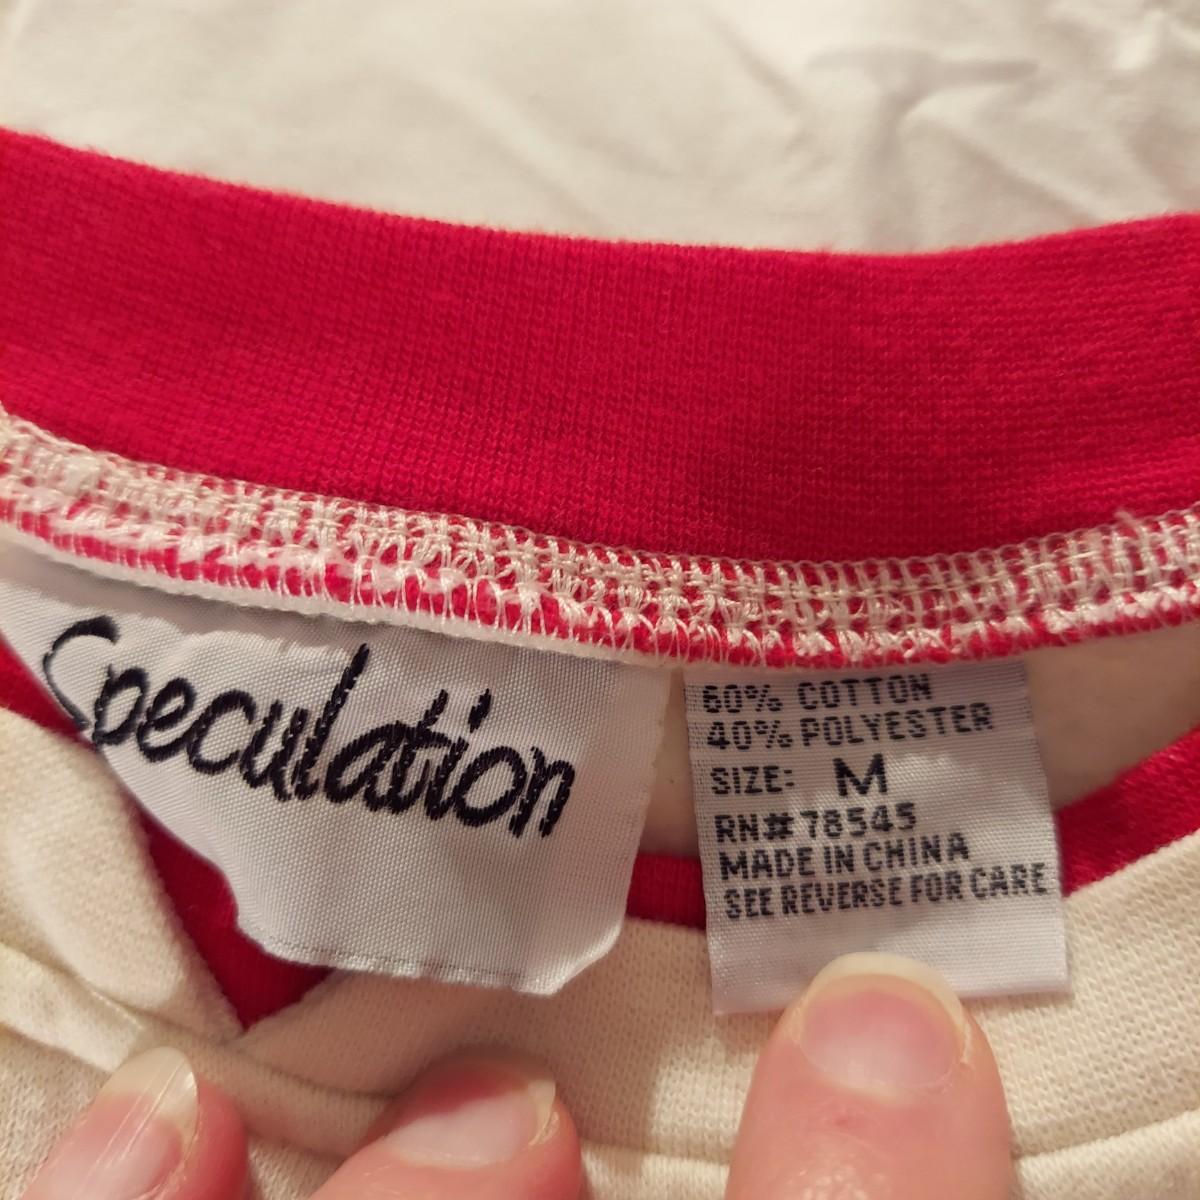 Speculation
60% COTTON
40% POLYESTER
SIZE: M
RN# 78545
MADE IN CHINA
SEE REVERSE FOR CARE